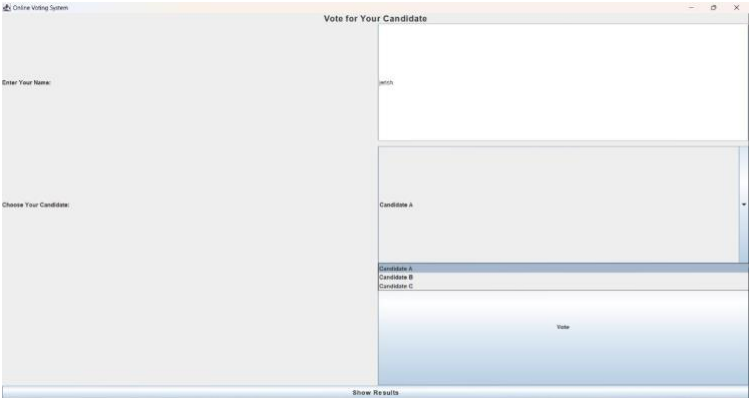 Online Voting System
Vote for Your Candidate
Enter Your Name:
jerish
Choose Your Candidate:
Candidate A
Candidate A
Candidate B
Candidate C
Vote
Show Results